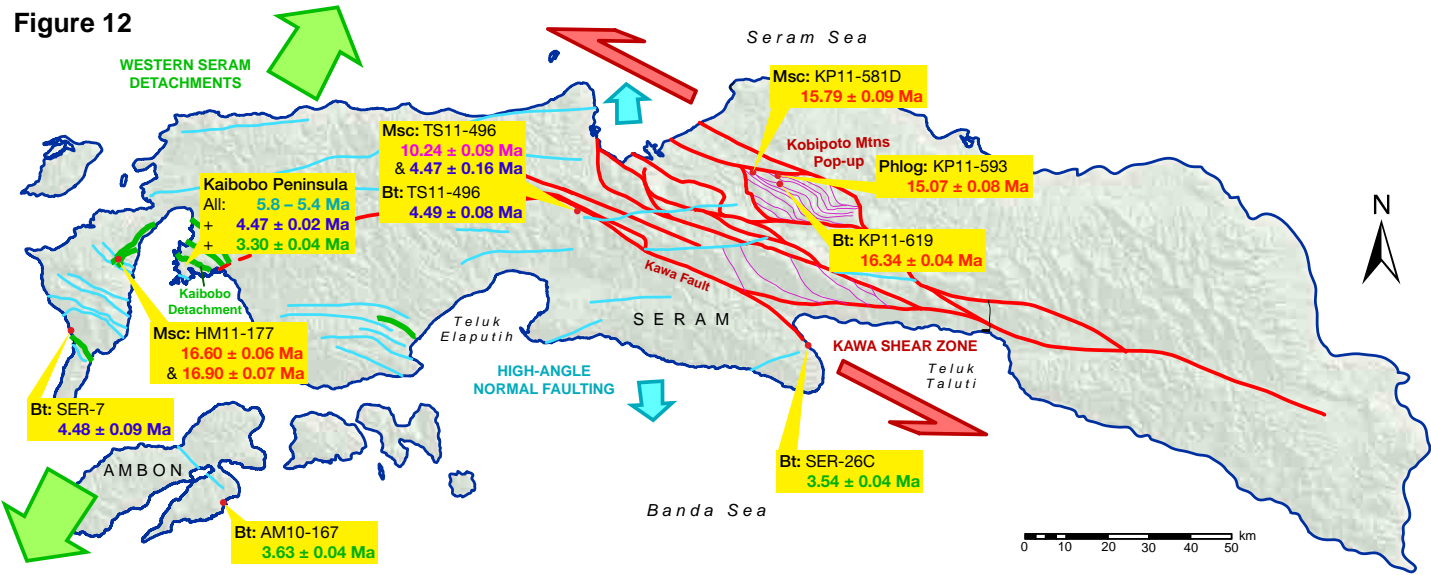 Figure 12
WESTERN SERAM
DETACHMENTS
Seram Sea
Msc: KP11-581D
15.79 ± 0.09 Ma
Msc: TS11-496
10.24 ± 0.09 Ma
& 4.47 ± 0.16 Ma
Bt: TS11-496
4.49 ± 0.08 Ma
Kobipoto Mtns
Pop-up
Phlog: KP11-593
15.07 ± 0.08 Ma
Kaibobo Peninsula
All: 5.8 – 5.4 Ma
+ 4.47 ± 0.02 Ma
+ 3.30 ± 0.04 Ma
N
Bt: KP11-619
16.34 ± 0.04 Ma
Kawa Fault
Kaibobo
Detachment
Msc: HM11-177
16.60 ± 0.06 Ma
& 16.90 ± 0.07 Ma
Teluk
Elaputih
SERAM
KAWA SHEAR ZONE
Teluk
Taluti
HIGH-ANGLE
NORMAL FAULTING
Bt: SER-7
4.48 ± 0.09 Ma
AMBON
Bt: SER-26C
3.54 ± 0.04 Ma
Banda Sea
Bt: AM10-167
3.63 ± 0.04 Ma
km
0 10 20 30 40 50